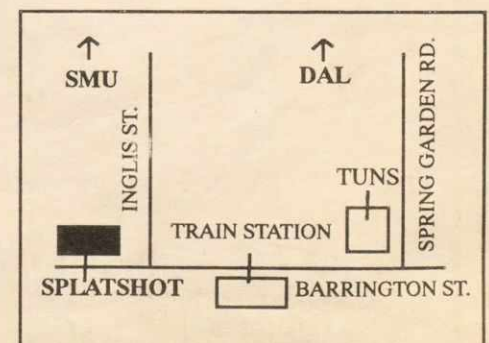 SMU
DAL
INGLIS ST.
SPRING GARDEN RD.
TUNS
TRAIN STATION
SPLATSHOT
BARRINGTON ST.